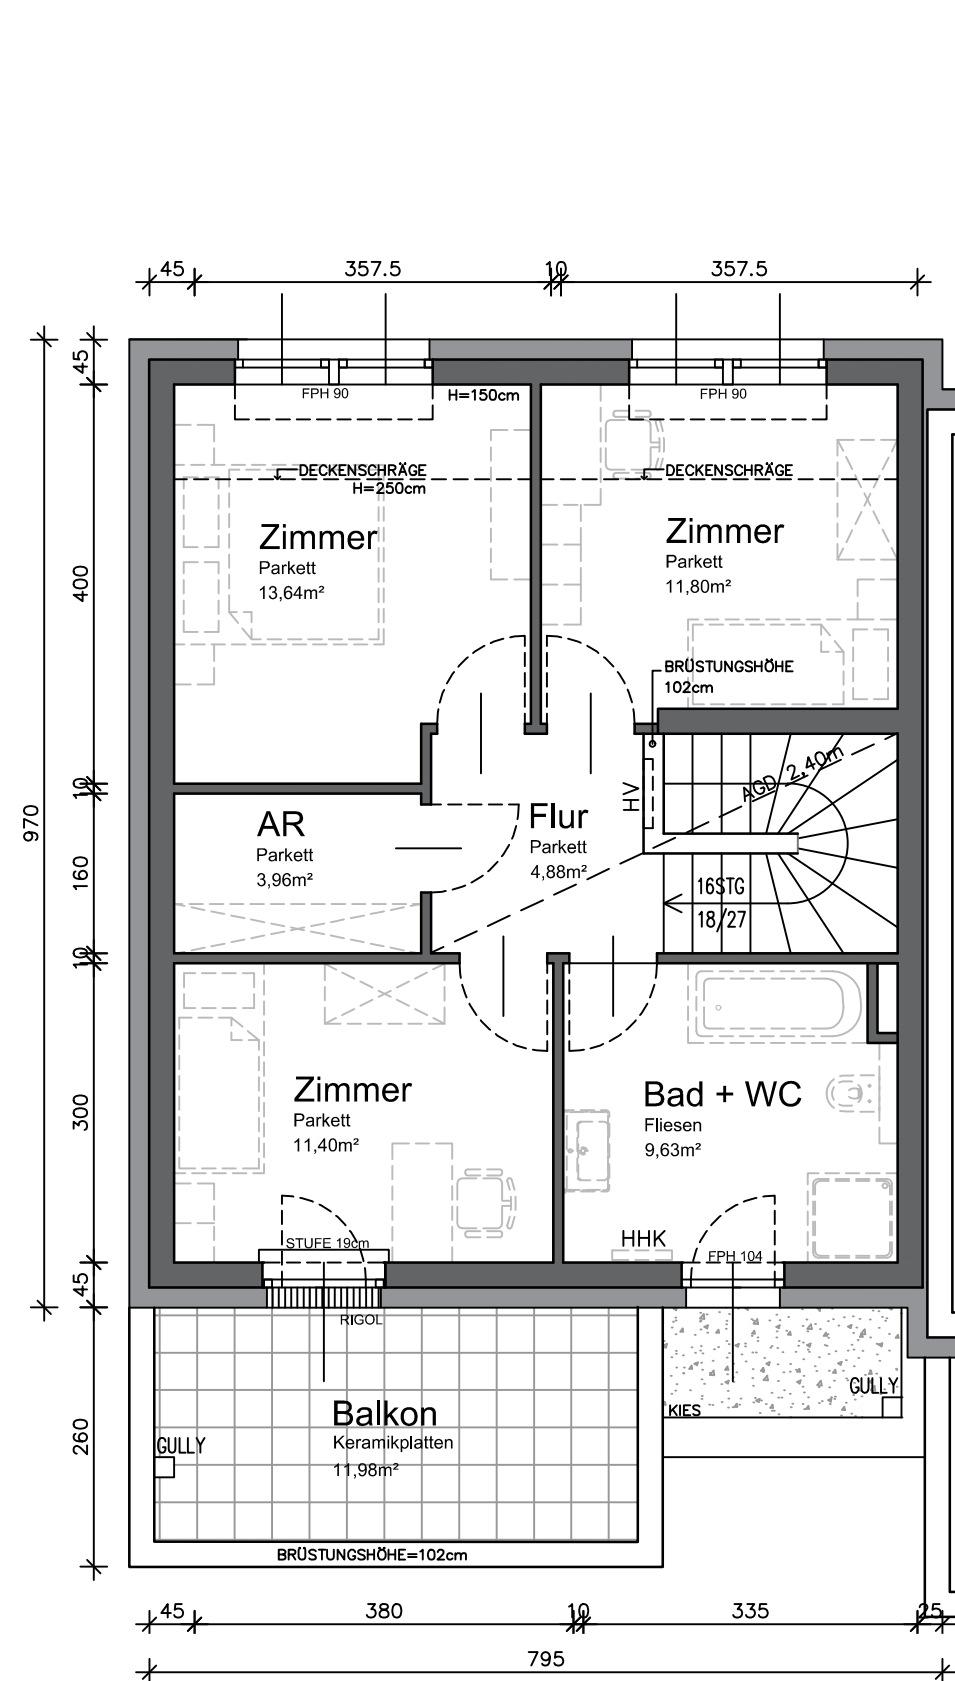 45 357.5 10 357.5
45
FPH 90
H=150cm
FPH 90
DECKENSCHRÄGE
H=250cm
DECKENSCHRÄGE
Zimmer
Parkett
13,64m²
Zimmer
Parkett
11,80m²
400
BRÜSTUNGSHÖHE
102cm
970
10
AGD 2,40m
HV
AR
Parkett
3,96m²
Flur
Parkett
4,88m²
160
16STG
18/27
10
Zimmer
Parkett
11,40m²
Bad + WC
Fliesen
9,63m²
300
HHK
STUFE 19cm
FPH 104
45
RIGOL
GULLY
KIES
Balkon
Keramikplatten
11,98m²
GULLY
260
BRÜSTUNGSHÖHE=102cm
45 380 10 335 25
795